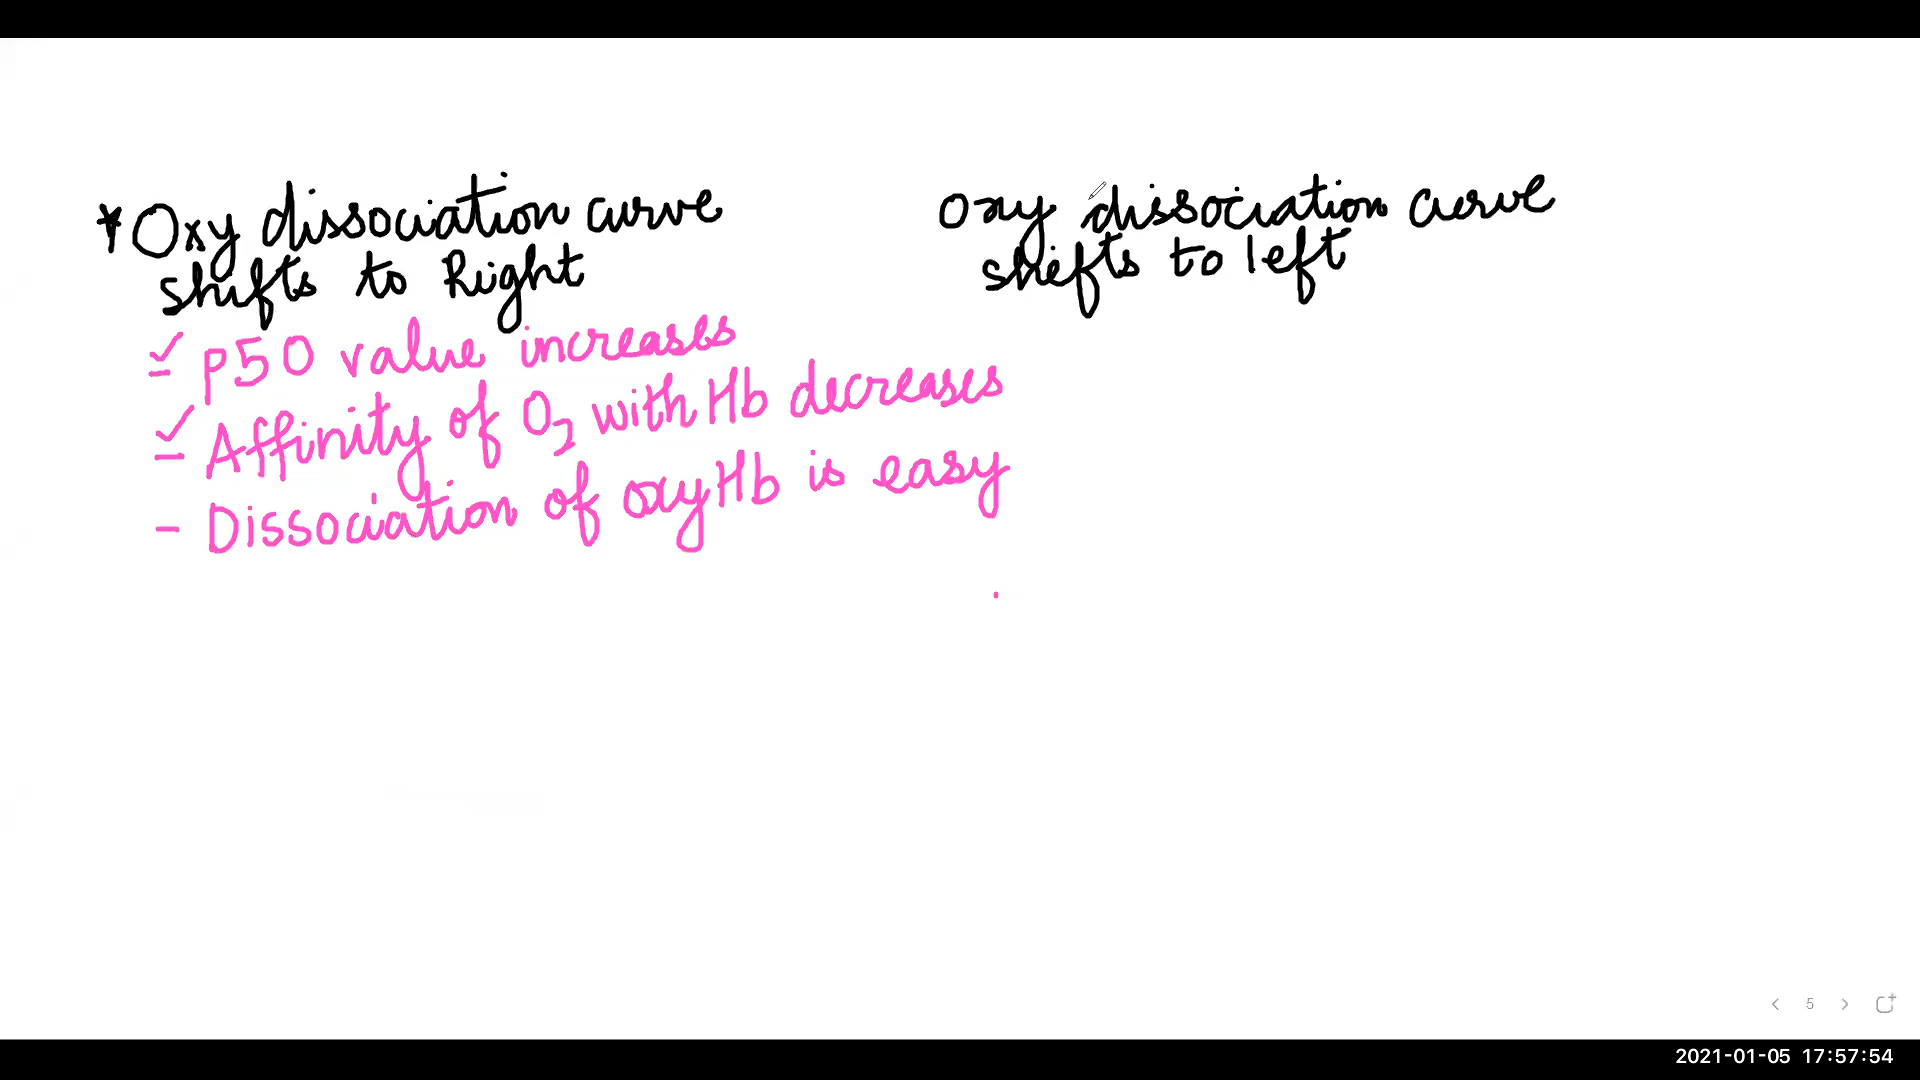 * Oxy dissociation curve
shifts to Right
- P50 value increases
- Affinity of O₂ with Hb decreases
- Dissociation of oxyHb is easy
Oxy dissociation curve
shifts to left
5
2021-01-05 17:57:54